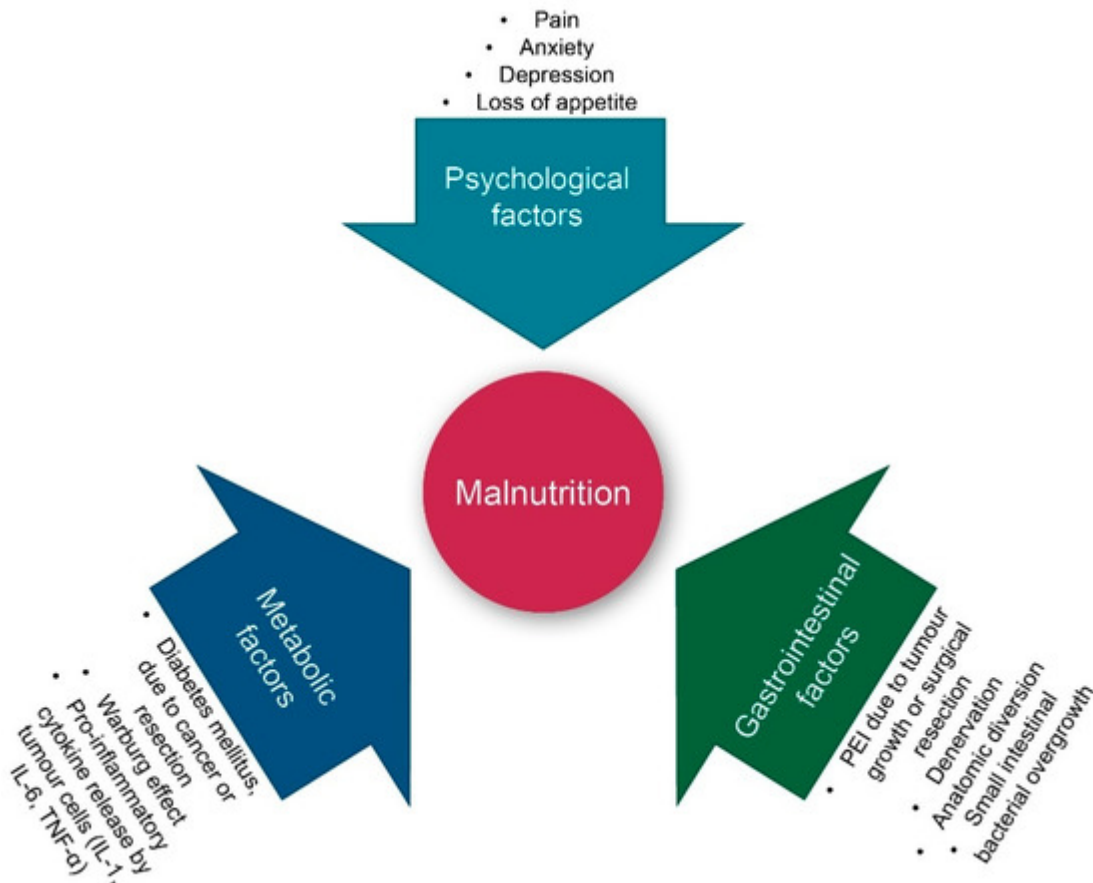 • Pain
• Anxiety
• Depression
• Loss of appetite
Psychological
factors
Malnutrition
Metabolic
factors
• Diabetes mellitus,
due to cancer or
resection
• Warburg effect
• Pro-inflammatory
cytokine release by
tumour cells (IL-1,
IL-6, TNF-α)
Gastrointestinal
factors
• PEI due to tumour
growth or surgical
resection
• Denervation
• Anatomic diversion
• Small intestinal
bacterial overgrowth